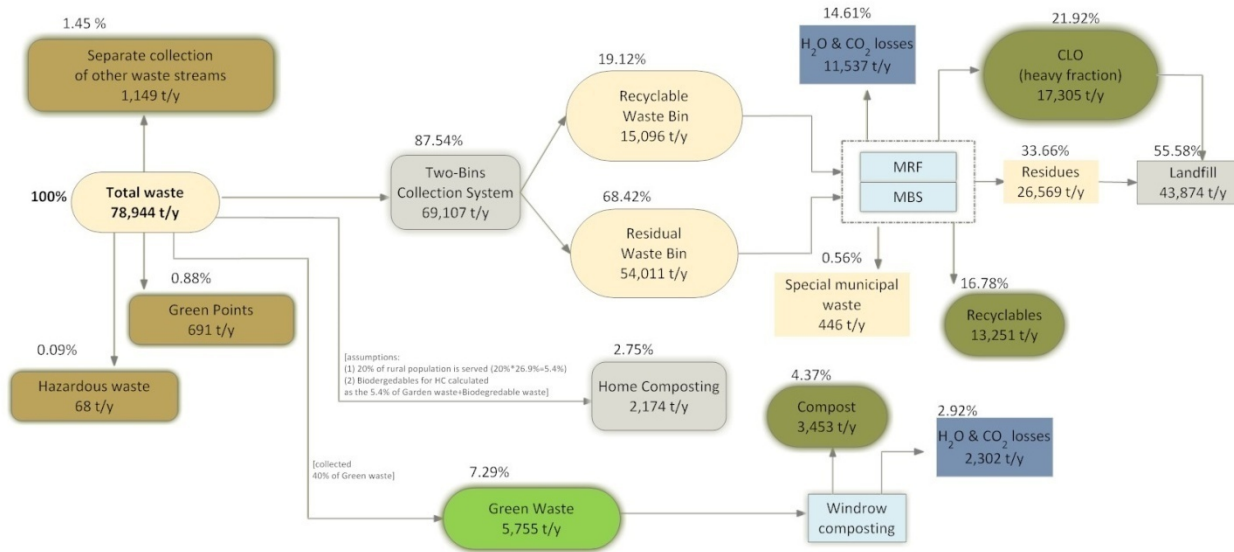 1.45 %
Separate collection
of other waste streams
1,149 t/y
100%
Total waste
78,944 t/y
0.88%
Green Points
691 t/y
0.09%
Hazardous waste
68 t/y
87.54%
Two-Bins
Collection System
69,107 t/y
19.12%
Recyclable
Waste Bin
15,096 t/y
68.42%
Residual
Waste Bin
54,011 t/y
14.61%
H2O & CO2 losses
11,537 t/y
21.92%
CLO
(heavy fraction)
17,305 t/y
MRF
MBS
33.66%
Residues
26,569 t/y
55.58%
Landfill
43,874 t/y
0.56%
Special municipal
waste
446 t/y
16.78%
Recyclables
13,251 t/y
[assumptions:
(1) 20% of rural population is served (20%*26.9%=5.4%)
(2) Biodergedables for HC calculated
as the 5.4% of Garden waste+Biodegredable waste]
2.75%
Home Composting
2,174 t/y
[collected
40% of Green waste]
7.29%
Green Waste
5,755 t/y
4.37%
Compost
3,453 t/y
2.92%
H2O & CO2 losses
2,302 t/y
Windrow
composting